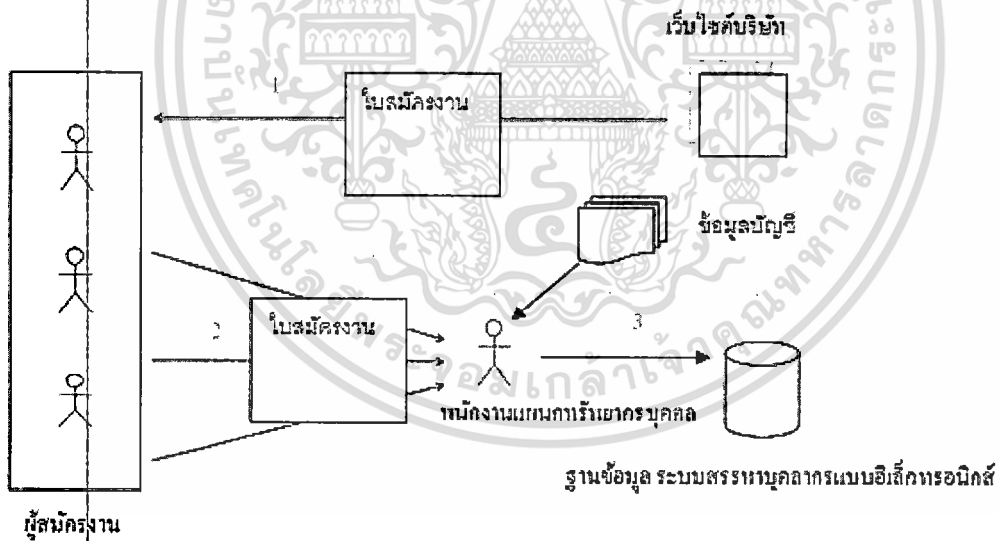 เว็บไซต์บริษัท
1
ใบสมัครงาน
ข้อมูลบัญชี
2
ใบสมัครงาน
3
พนักงานแผนกทรัพยากรบุคคล
ฐานข้อมูล ระบบสรรหาบุคลากรแบบอิเล็กทรอนิกส์
ผู้สมัครงาน